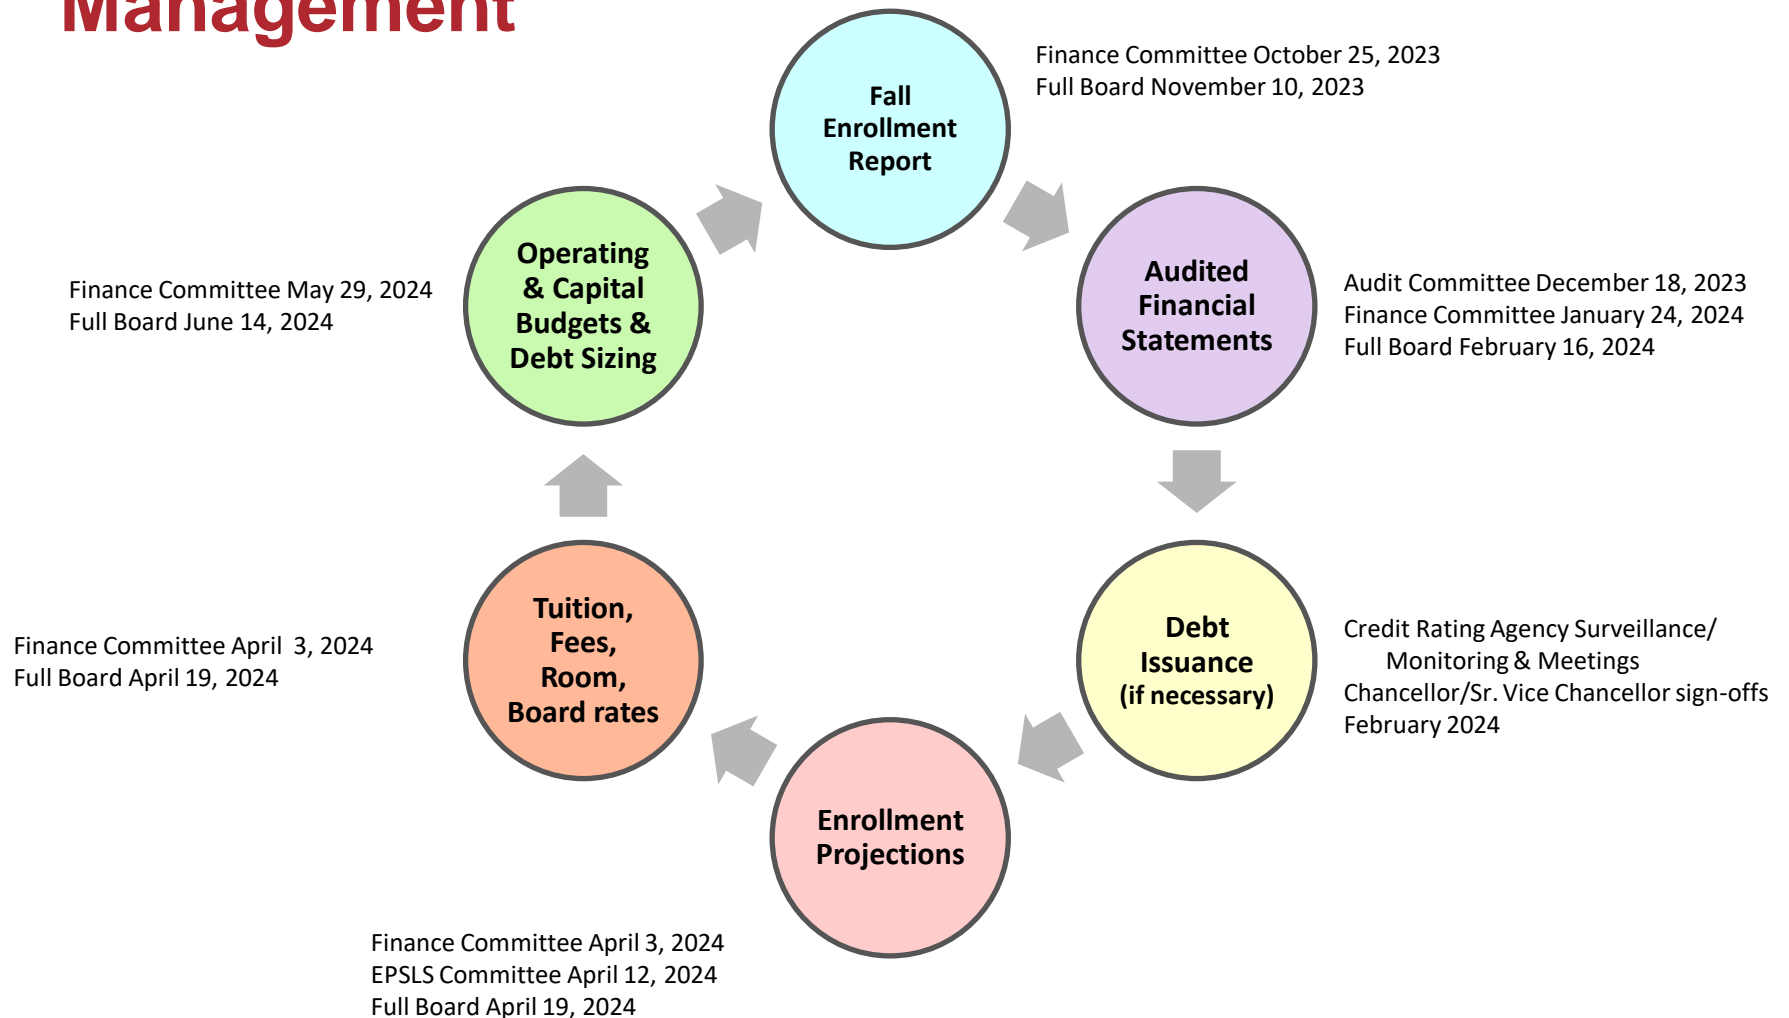 Management
Fall
Enrollment
Report
Finance Committee October 25, 2023
Full Board November 10, 2023
Audited
Financial
Statements
Audit Committee December 18, 2023
Finance Committee January 24, 2024
Full Board February 16, 2024
Debt
Issuance
(if necessary)
Credit Rating Agency Surveillance/
Monitoring & Meetings
Chancellor/Sr. Vice Chancellor sign-offs
February 2024
Enrollment
Projections
Finance Committee April 3, 2024
EPSLS Committee April 12, 2024
Full Board April 19, 2024
Tuition,
Fees,
Room,
Board rates
Finance Committee April  3, 2024
Full Board April 19, 2024
Operating
& Capital
Budgets &
Debt Sizing
Finance Committee May 29, 2024
Full Board June 14, 2024